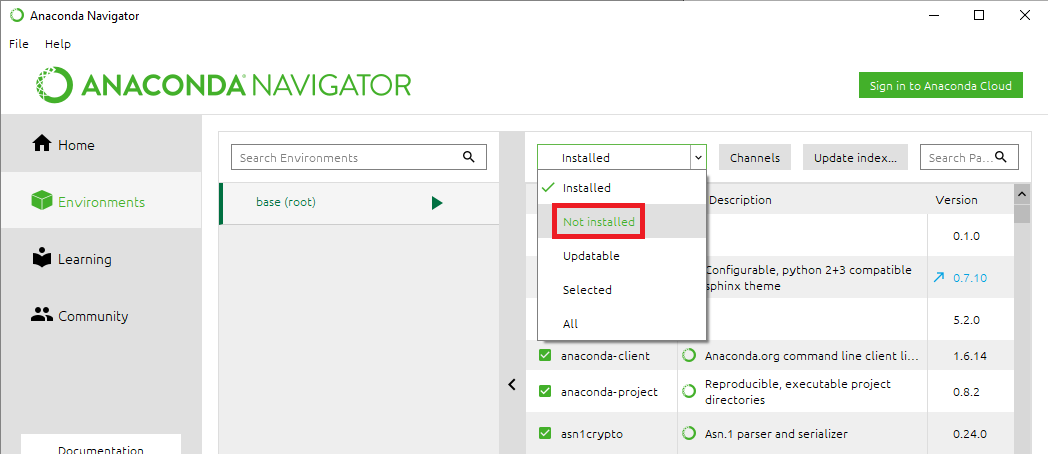 Anaconda Navigator
File Help
ANACONDA NAVIGATOR
Sign in to Anaconda Cloud
Home
Environments
Learning
Community
Documentation
Search Environments
base (root)
Installed
Channels
Update index...
Search Pa...
Installed
Not installed
Updatable
Selected
All
Description
Version
0.1.0
Configurable, python 2+3 compatible
sphinx theme
0.7.10
5.2.0
anaconda-client
Anaconda.org command line client li...
1.6.14
anaconda-project
Reproducible, executable project
directories
0.8.2
asn1crypto
Asn.1 parser and serializer
0.24.0